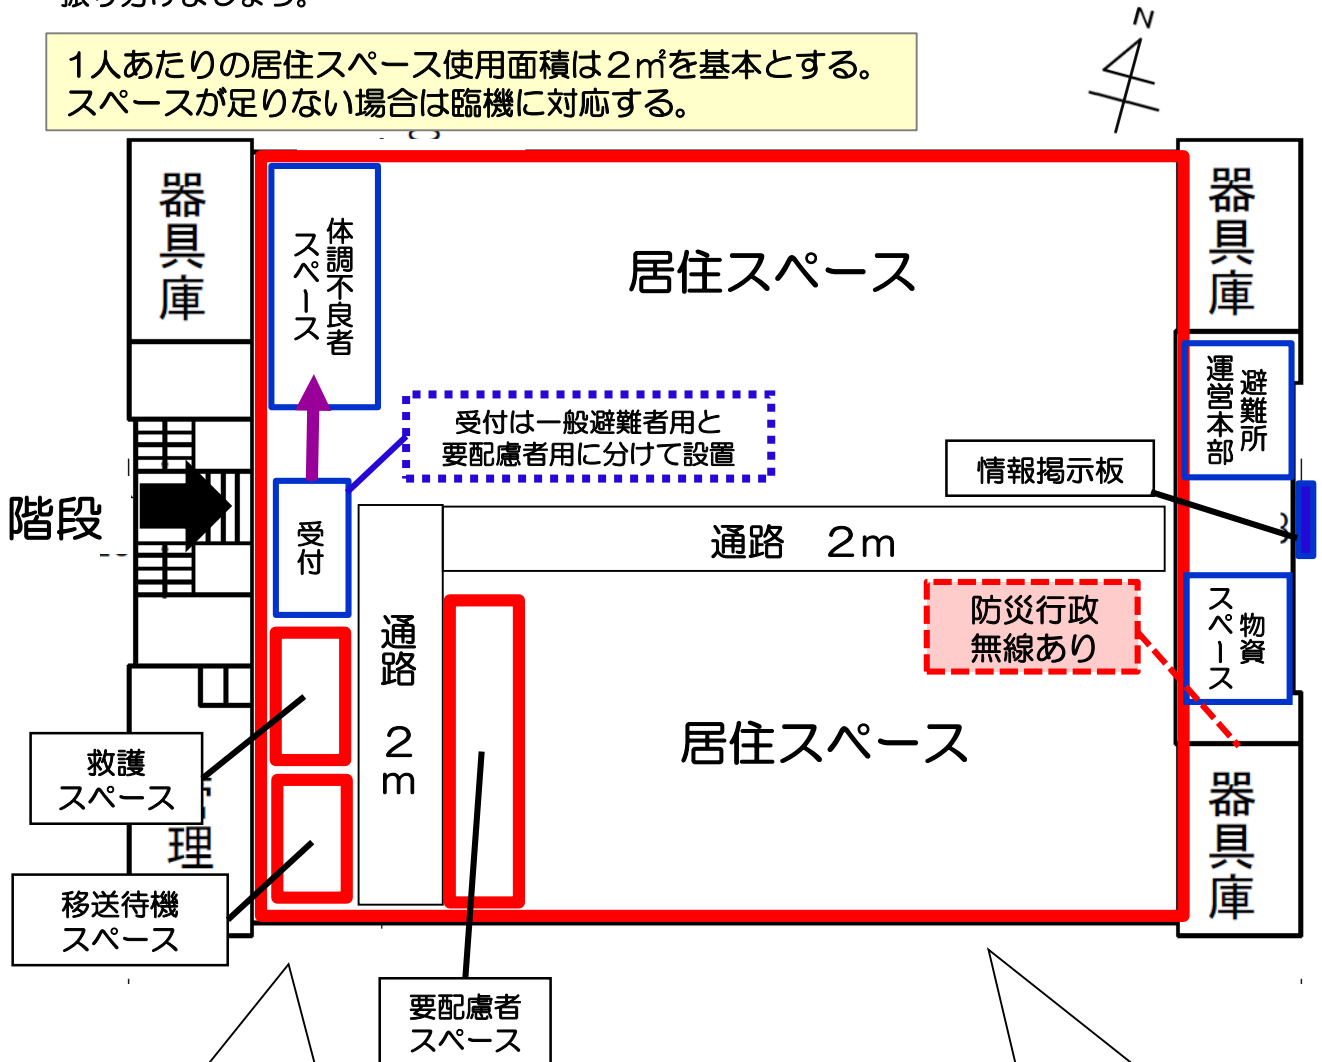 振り分けましょう。
N
1人あたりの居住スペース使用面積は2㎡を基本とする。
スペースが足りない場合は臨機に対応する。
器具庫
体調不良者
スペース
居住スペース
器具庫
避難所
運営本部
受付は一般避難者用と
要配慮者用に分けて設置
情報掲示板
階段
受付
通路 2m
通路 2m
防災行政
無線あり
物資
スペース
居住スペース
救護
スペース
理
器具庫
移送待機
スペース
要配慮者
スペース